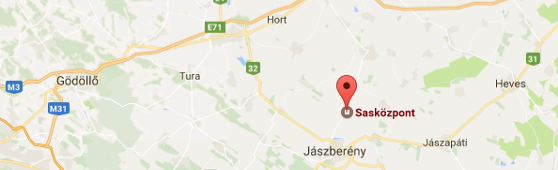 Hort
E71
32
31
M3
Gödöllő
Tura
Heves
M31
Sasközpont
Jászberény
Jászapáti